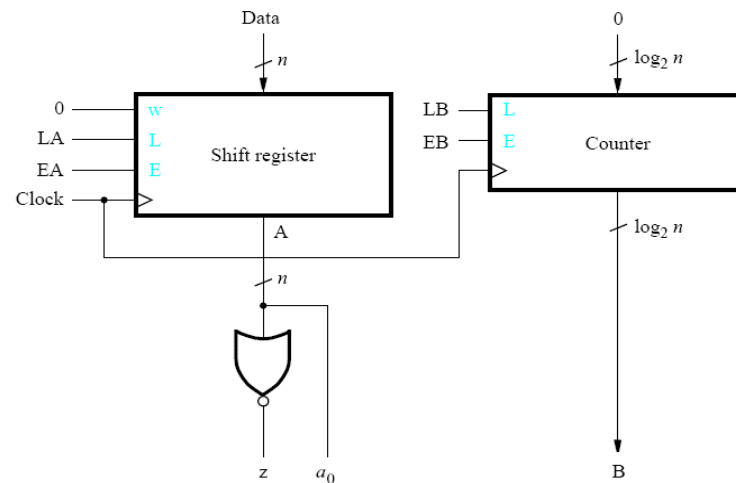 Data
0
n
log₂ n
0
w
LA
L
EA
E
Clock
Shift register
LB
L
EB
E
Counter
A
n
log₂ n
z
a₀
B